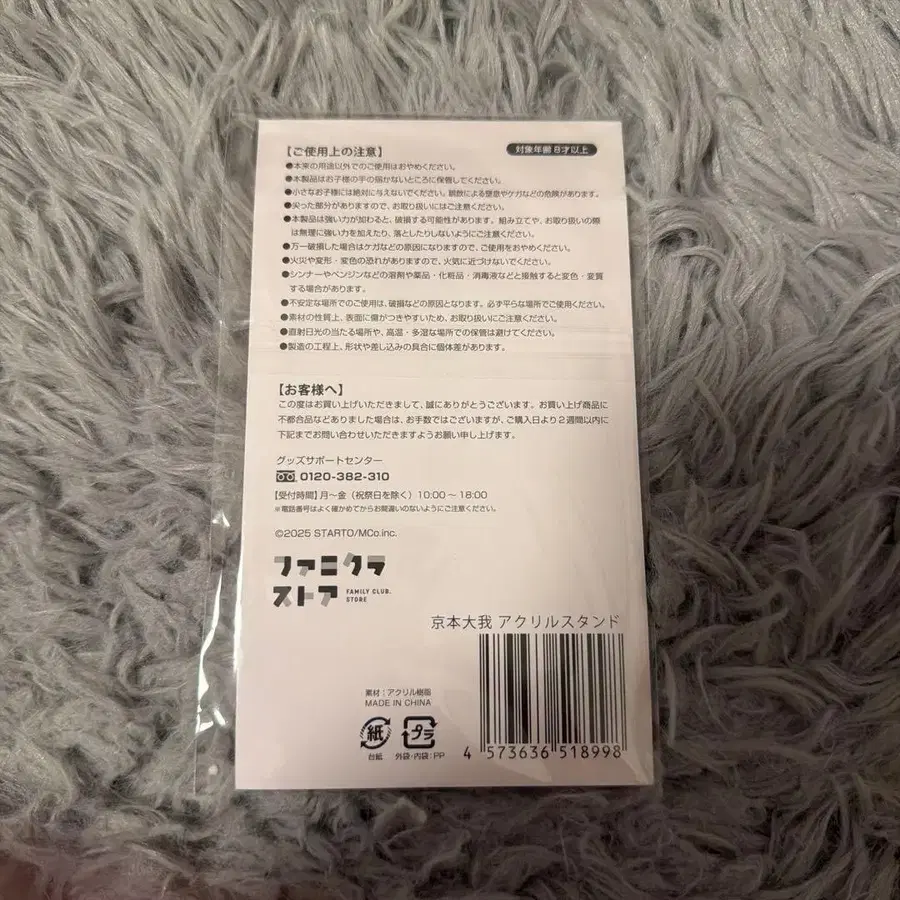 【ご使用上の注意】
対象年齢 8才以上
●本来の用途以外でのご使用はおやめください。
●本製品はお子様の手の届かないところに保管してください。
●小さなお子様には絶対に与えないでください。誤飲による窒息やケガなどの危険があります。
●尖った部分がありますので、お取り扱いにはご注意ください。
●本製品は強い力が加わると、破損する可能性があります。組み立てや、お取り扱いの際
は無理に強い力を加えたり、落としたりしないようにご注意ください。
●万一破損した場合はケガなどの原因になりますので、ご使用をおやめください。
●火災や変形・変色の恐れがありますので、火気に近づけないでください。
●シンナーやベンジンなどの溶剤や薬品・化粧品・消毒液などと接触すると変色・変質
する場合があります。
●不安定な場所でのご使用は、破損などの原因となります。必ず平らな場所でご使用ください。
●素材の性質上、表面に傷がつきやすいため、お取り扱いにご注意ください。
●直射日光の当たる場所や、高温・多湿な場所での保管は避けてください。
●製造の工程上、形状や差し込みの具合に個体差があります。
【お客様へ】
この度はお買い上げいただきまして、誠にありがとうございます。お買い上げ商品に
不都合品などありました場合は、お手数ではございますが、ご購入日より2週間以内に
下記までお問い合わせいただきますようお願い申し上げます。
グッズサポートセンター
0120-382-310
【受付時間】月～金（祝祭日を除く）10:00～18:00
※電話番号はよく確かめてからお間違いのないようにご注意ください。
©2025 STARTO/MCo.inc.
ファミクラ
ストア FAMILY CLUB STORE
京本大我 アクリルスタンド
素材：アクリル樹脂
MADE IN CHINA
紙 プラ
台紙 外袋・内袋：PP
4 573636 518998